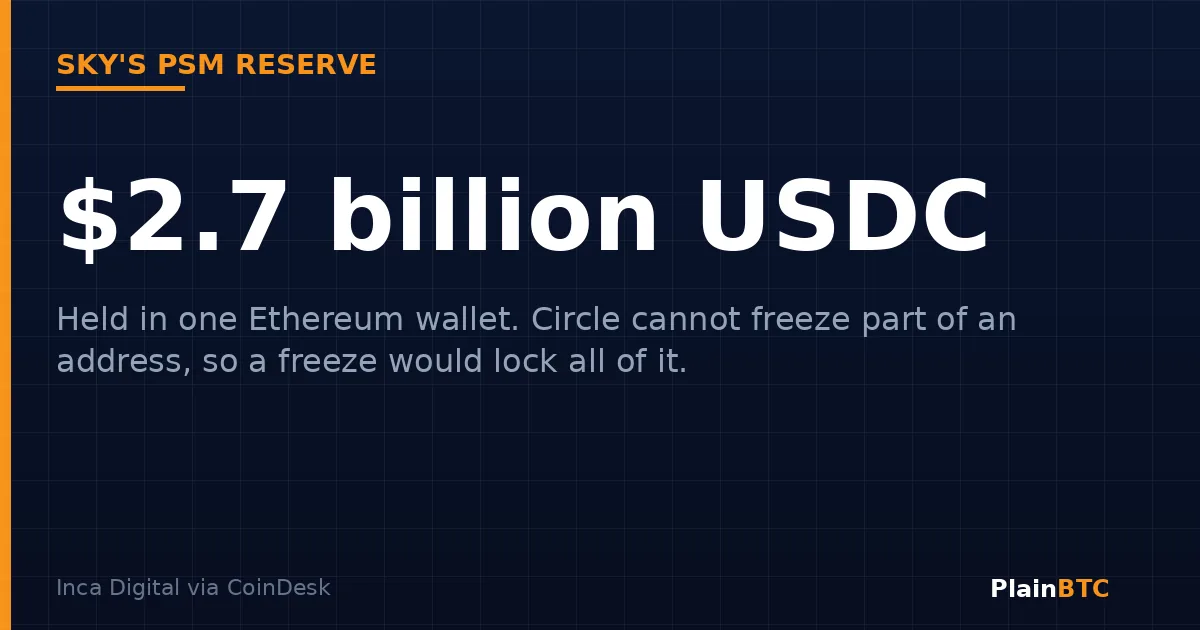 SKY'S PSM RESERVE
$2.7 billion USDC
Held in one Ethereum wallet. Circle cannot freeze part of an
address, so a freeze would lock all of it.
Inca Digital via CoinDesk
PlainBTC